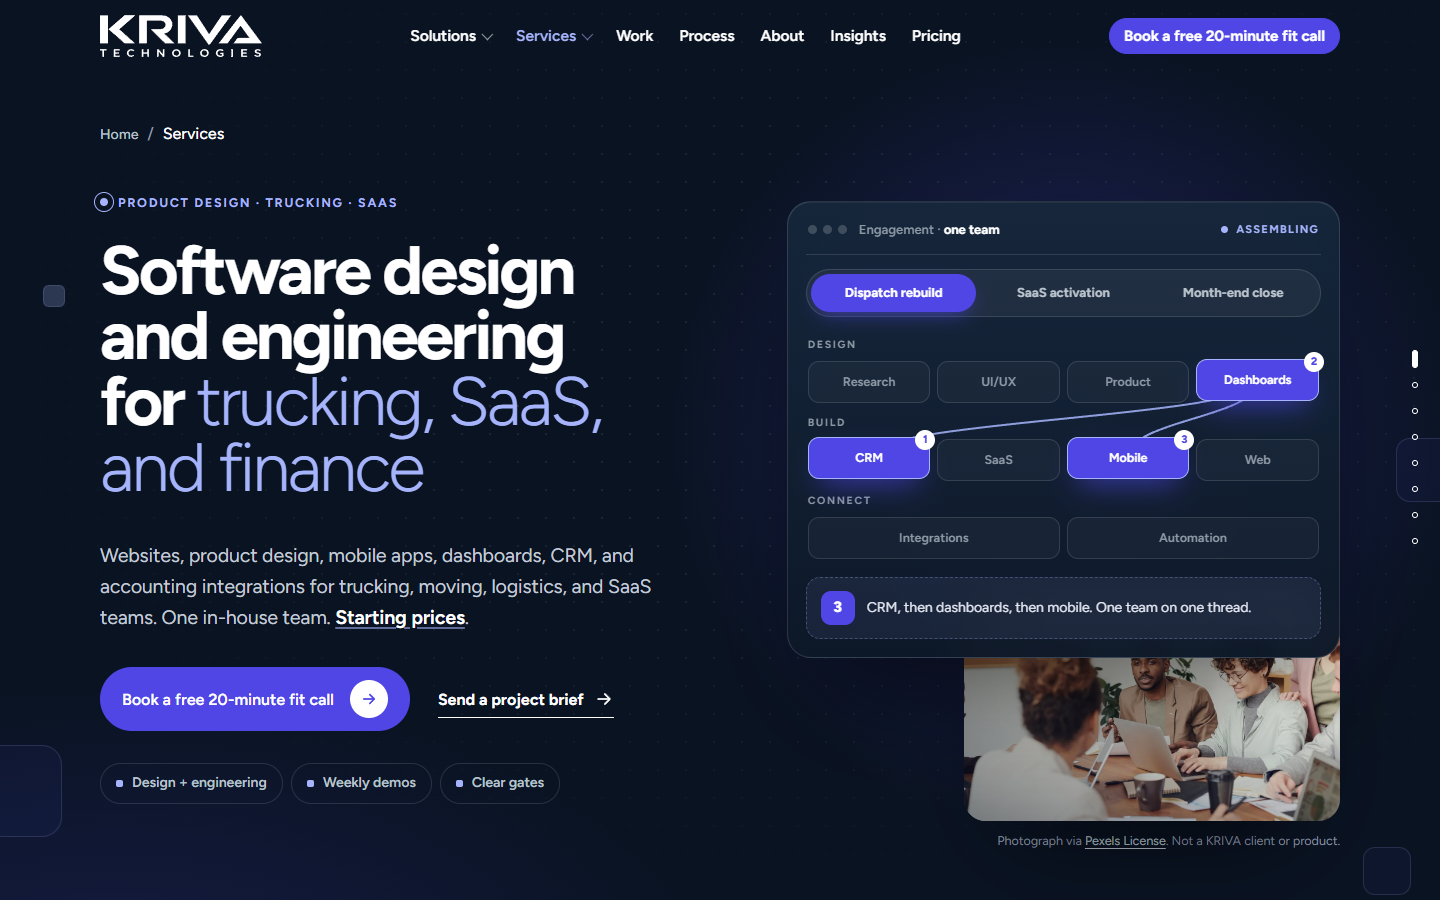 KRIVA
TECHNOLOGIES
Solutions Services Work Process About Insights Pricing
Book a free 20-minute fit call
Home / Services
PRODUCT DESIGN · TRUCKING · SAAS
Software design
and engineering
for trucking, SaaS,
and finance
Websites, product design, mobile apps, dashboards, CRM, and
accounting integrations for trucking, moving, logistics, and SaaS
teams. One in-house team. Starting prices.
Book a free 20-minute fit call
Send a project brief
Design + engineering
Weekly demos
Clear gates
Engagement · one team
ASSEMBLING
Dispatch rebuild
SaaS activation
Month-end close
DESIGN
Research
UI/UX
Product
Dashboards
2
BUILD
CRM
1
SaaS
Mobile
3
Web
CONNECT
Integrations
Automation
3
CRM, then dashboards, then mobile. One team on one thread.
Photograph via Pexels License. Not a KRIVA client or product.